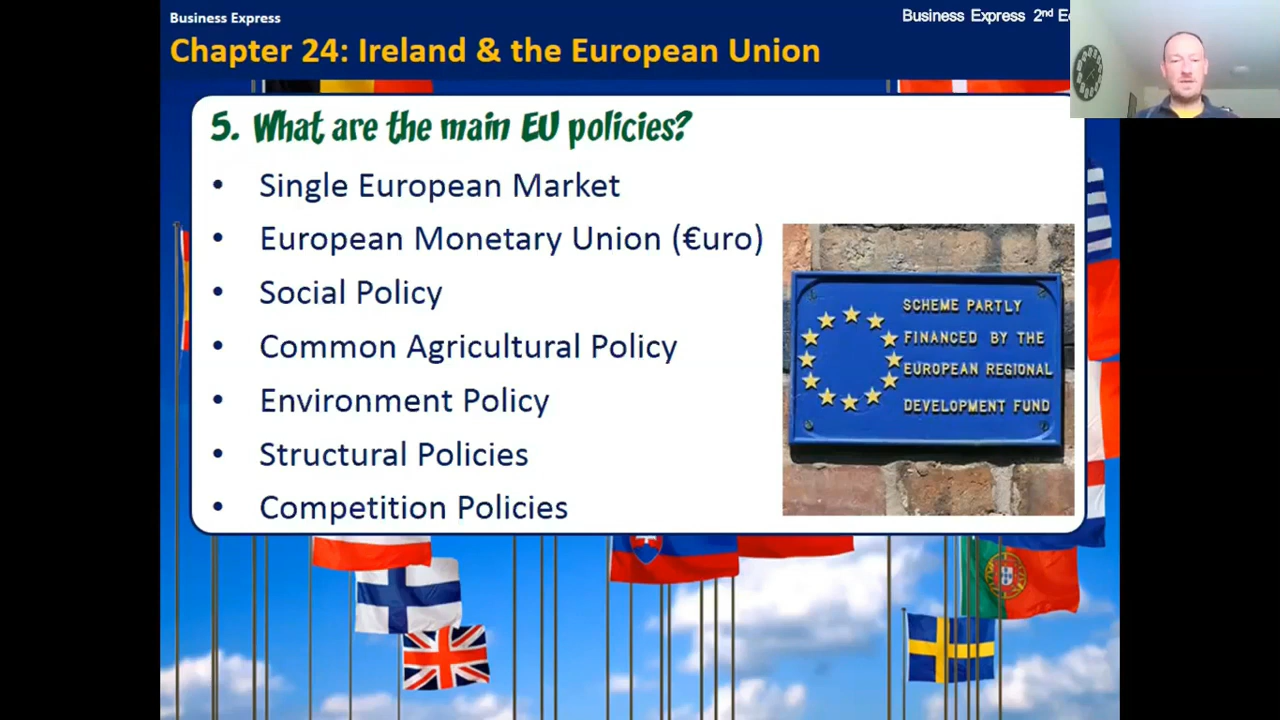 Business Express
Business Express 2nd
Chapter 24: Ireland & the European Union
5. What are the main EU policies?
• Single European Market
• European Monetary Union (€uro)
• Social Policy
• Common Agricultural Policy
• Environment Policy
• Structural Policies
• Competition Policies
SCHEME PARTLY
FINANCED BY THE
EUROPEAN REGIONAL
DEVELOPMENT FUND